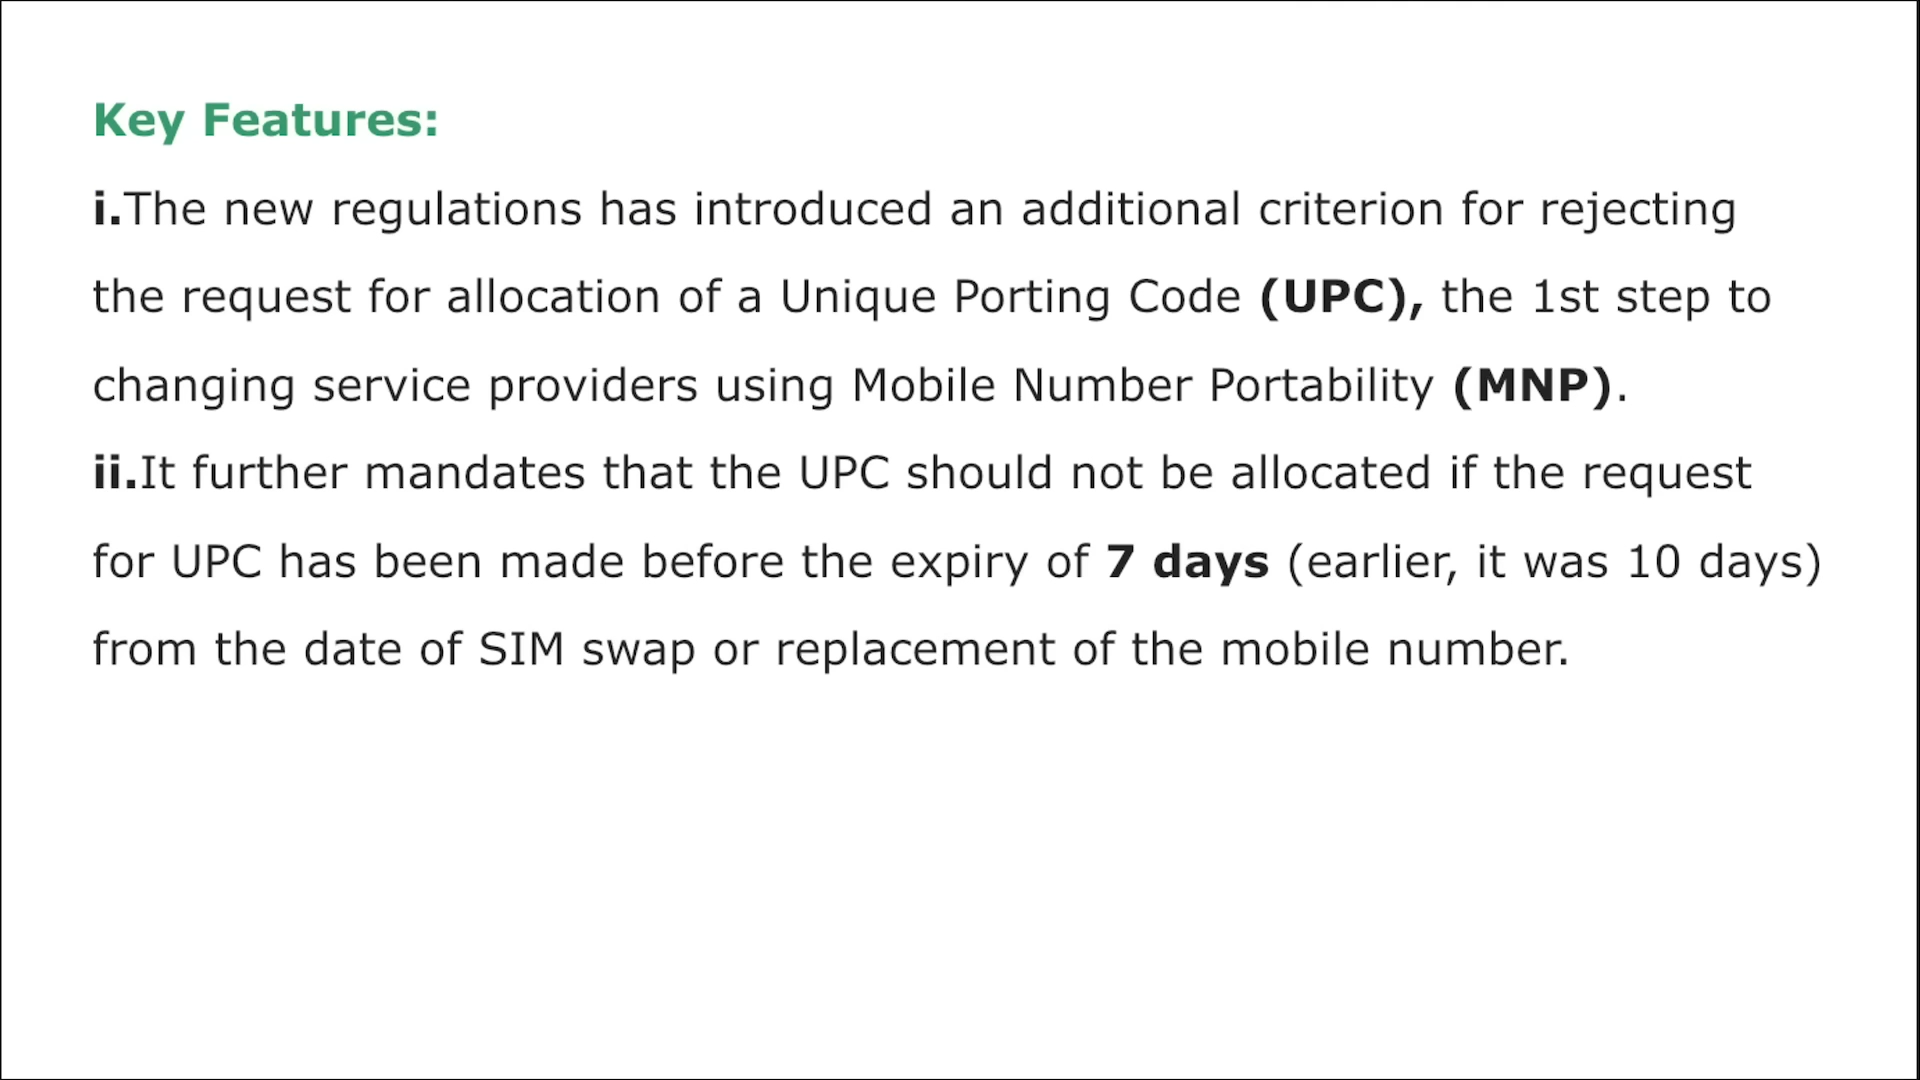 Key Features:
i.The new regulations has introduced an additional criterion for rejecting
the request for allocation of a Unique Porting Code (UPC), the 1st step to
changing service providers using Mobile Number Portability (MNP).
ii.It further mandates that the UPC should not be allocated if the request
for UPC has been made before the expiry of 7 days (earlier, it was 10 days)
from the date of SIM swap or replacement of the mobile number.